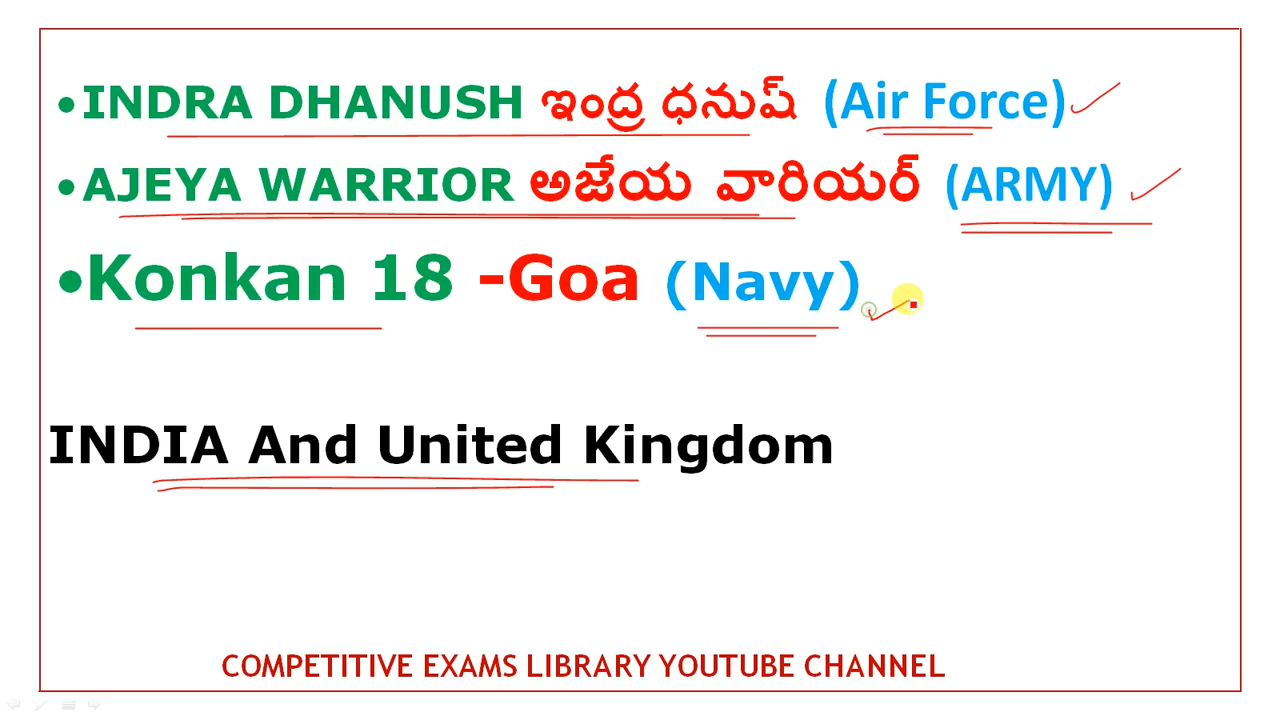 •INDRA DHANUSH ఇంద్ర ధనుష్ (Air Force)
•AJEYA WARRIOR అజేయ వారియర్ (ARMY)
•Konkan 18 -Goa (Navy)
INDIA And United Kingdom
COMPETITIVE EXAMS LIBRARY YOUTUBE CHANNEL